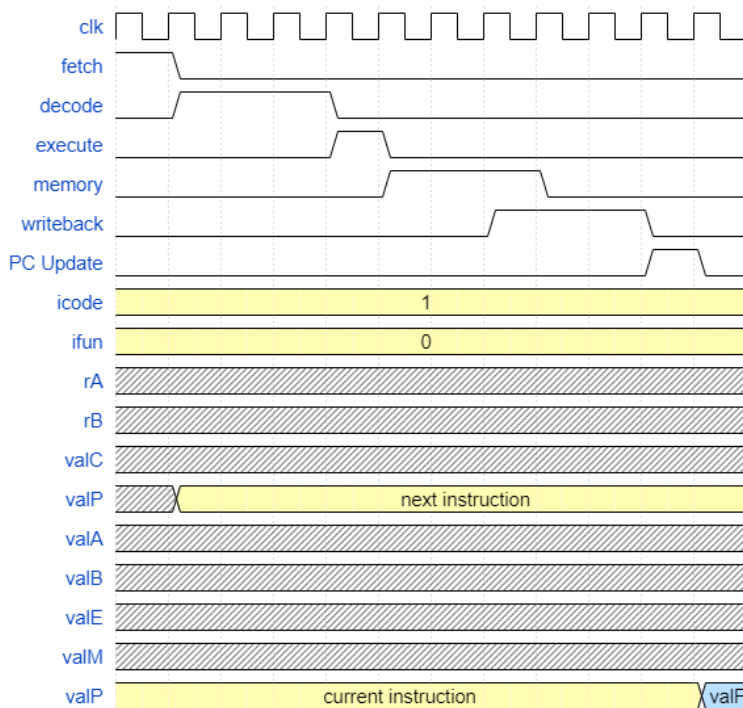 clk
fetch
decode
execute
memory
writeback
PC Update
icode 1
ifun 0
rA
rB
valC
valP next instruction
valA
valB
valE
valM
valP current instruction valP